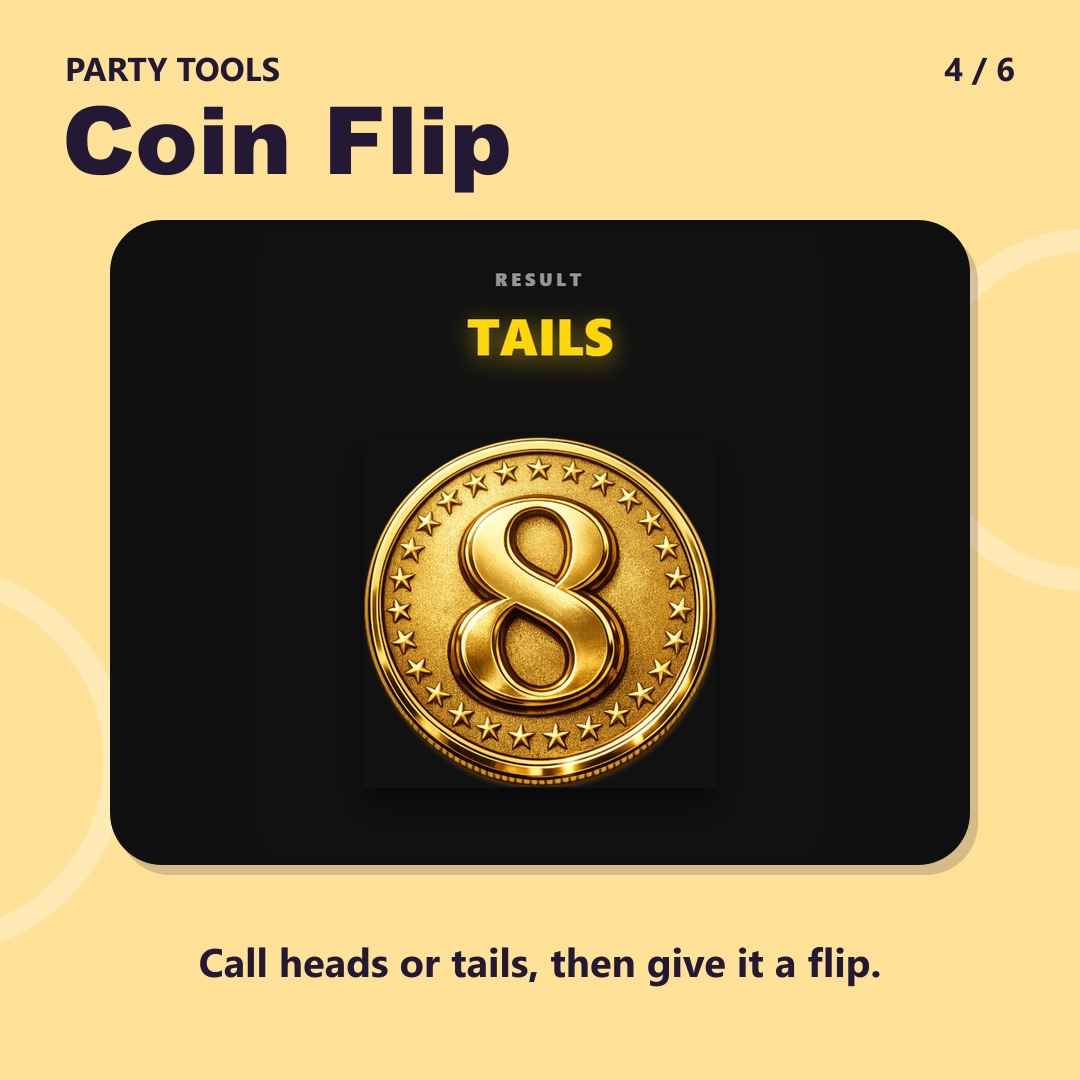 PARTY TOOLS
4 / 6
Coin Flip
RESULT
TAILS
8
Call heads or tails, then give it a flip.